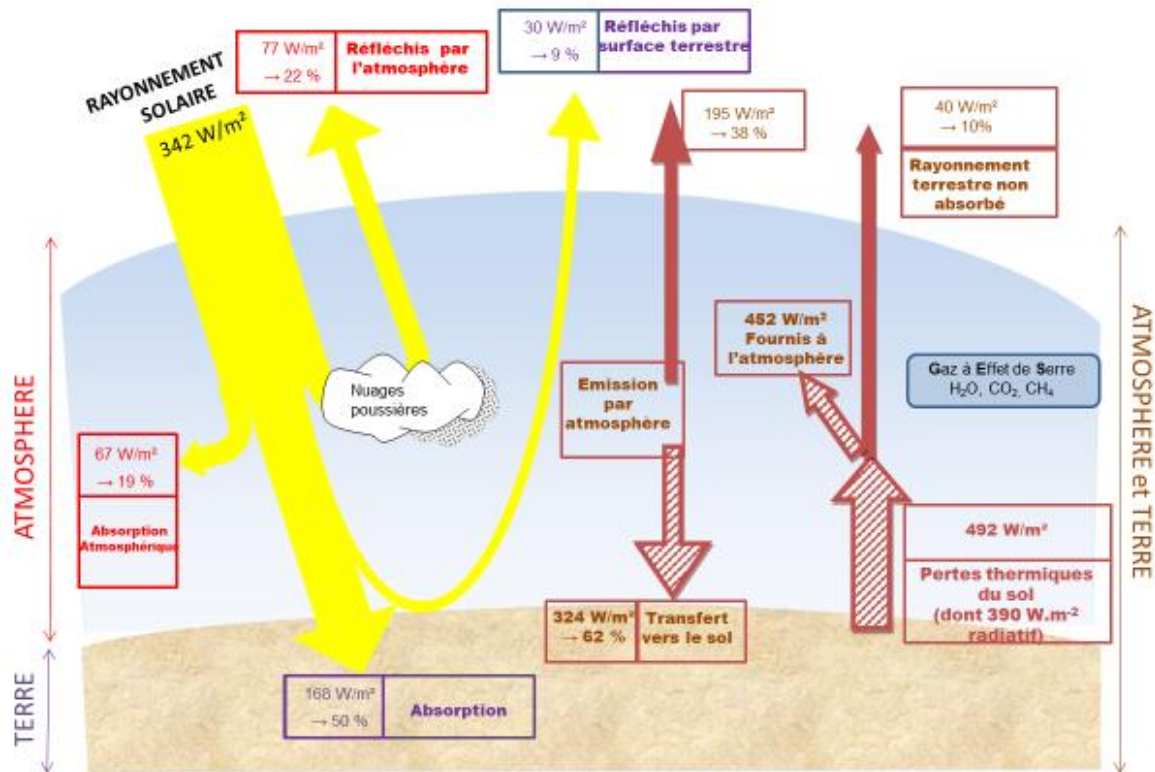 RAYONNEMENT
SOLAIRE
342 W/m²
77 W/m²
→ 22 %
Réfléchis par
l'atmosphère
30 W/m²
→ 9 %
Réfléchis par
surface terrestre
195 W/m²
→ 38 %
40 W/m²
→ 10%
Rayonnement
terrestre non
absorbé
ATMOSPHERE
TERRE
ATMOSPHERE et TERRE
Nuages
poussières
67 W/m²
→ 19 %
Absorption
Atmosphérique
Emission
par
atmosphère
452 W/m²
Fournis à
l'atmosphère
Gaz à Effet de Serre
H₂O, CO₂, CH₄
492 W/m²
Pertes thermiques
du sol
(dont 390 W.m⁻²
radiatif)
324 W/m²
→ 62 %
Transfert
vers le sol
168 W/m²
→ 50 %
Absorption